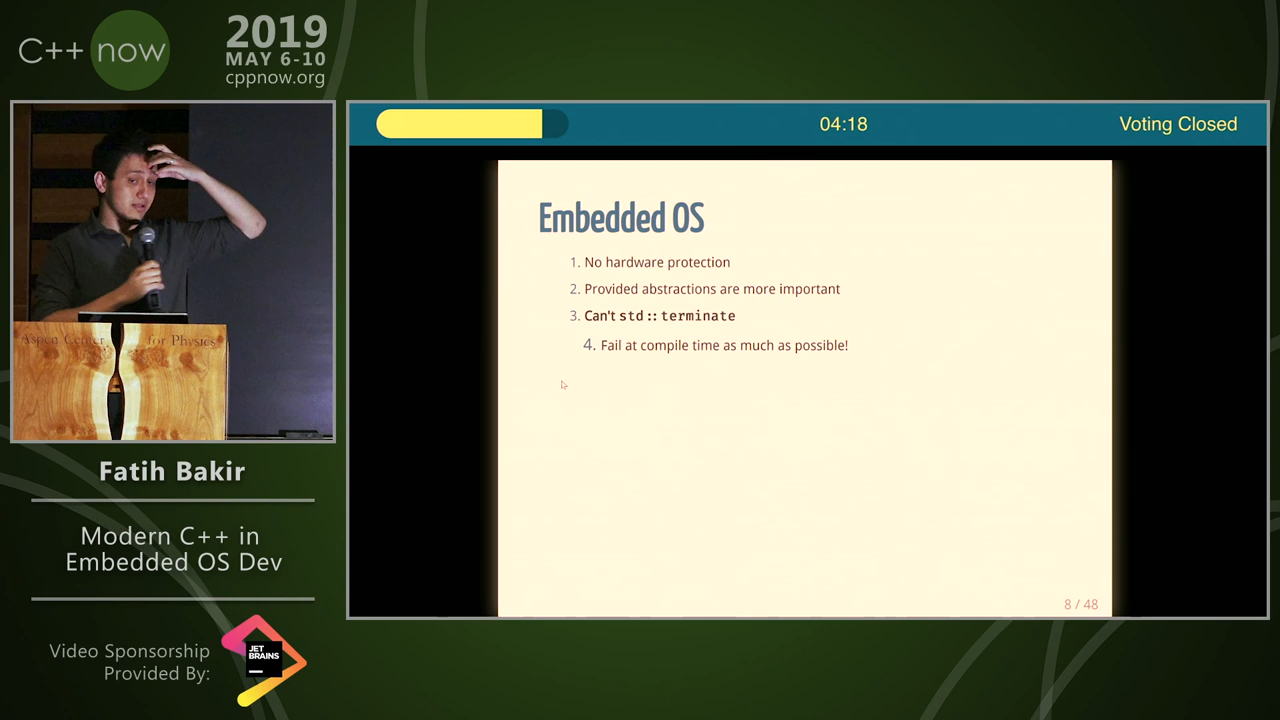 C++ now
2019
MAY 6-10
cppnow.org
04:18
Voting Closed
Embedded OS
1. No hardware protection
2. Provided abstractions are more important
3. Can't std::terminate
4. Fail at compile time as much as possible!
8 / 48
Aspen Center for Physics
Fatih Bakir
Modern C++ in
Embedded OS Dev
Video Sponsorship
Provided By:
JET
BRAINS